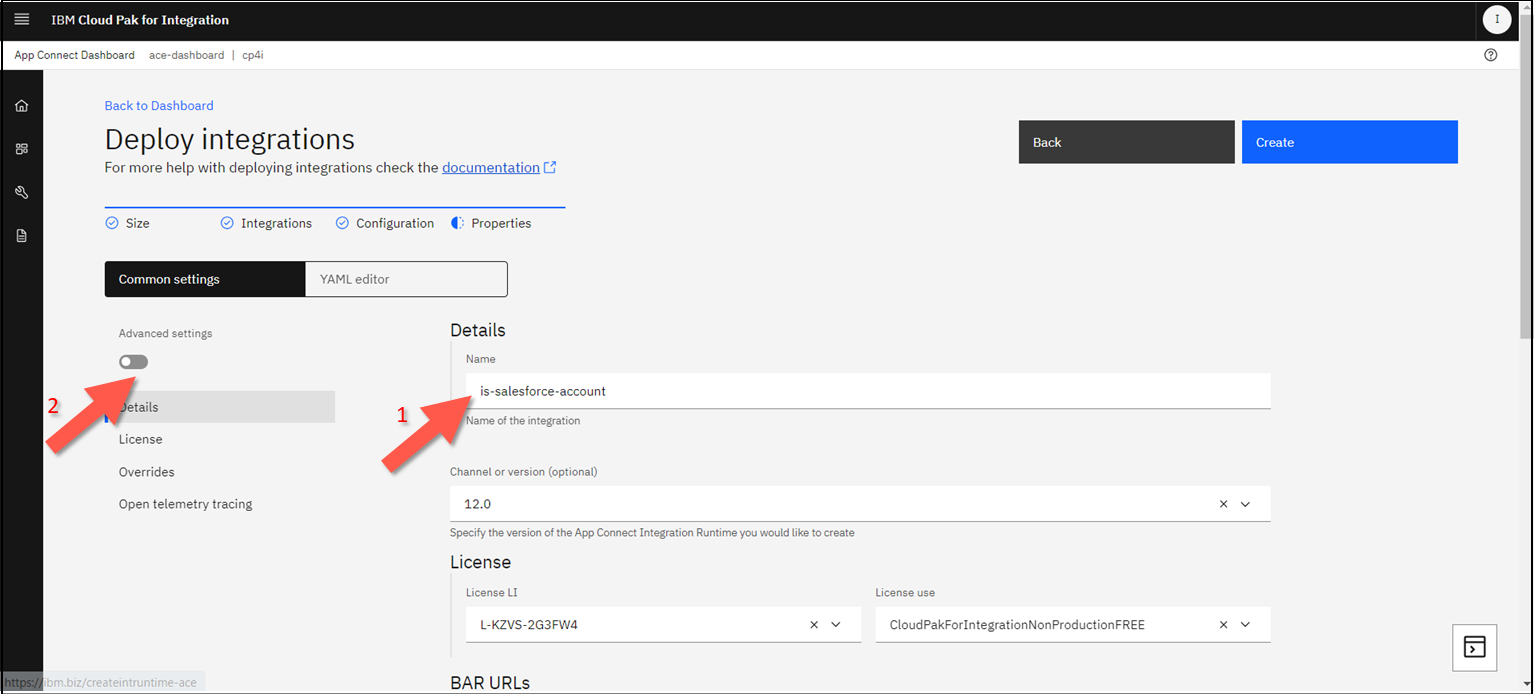 IBM Cloud Pak for Integration
I
App Connect Dashboard ace-dashboard | cp4i
Back to Dashboard
Deploy integrations
For more help with deploying integrations check the documentation
Back
Create
Size
Integrations
Configuration
Properties
Common settings
YAML editor
Advanced settings
2
Details
License
Overrides
Open telemetry tracing
Details
Name
1
is-salesforce-account
Name of the integration
Channel or version (optional)
12.0
Specify the version of the App Connect Integration Runtime you would like to create
License
License LI
L-KZVS-2G3FW4
License use
CloudPakForIntegrationNonProductionFREE
BAR URLs
https://ibm.biz/createintruntime-ace